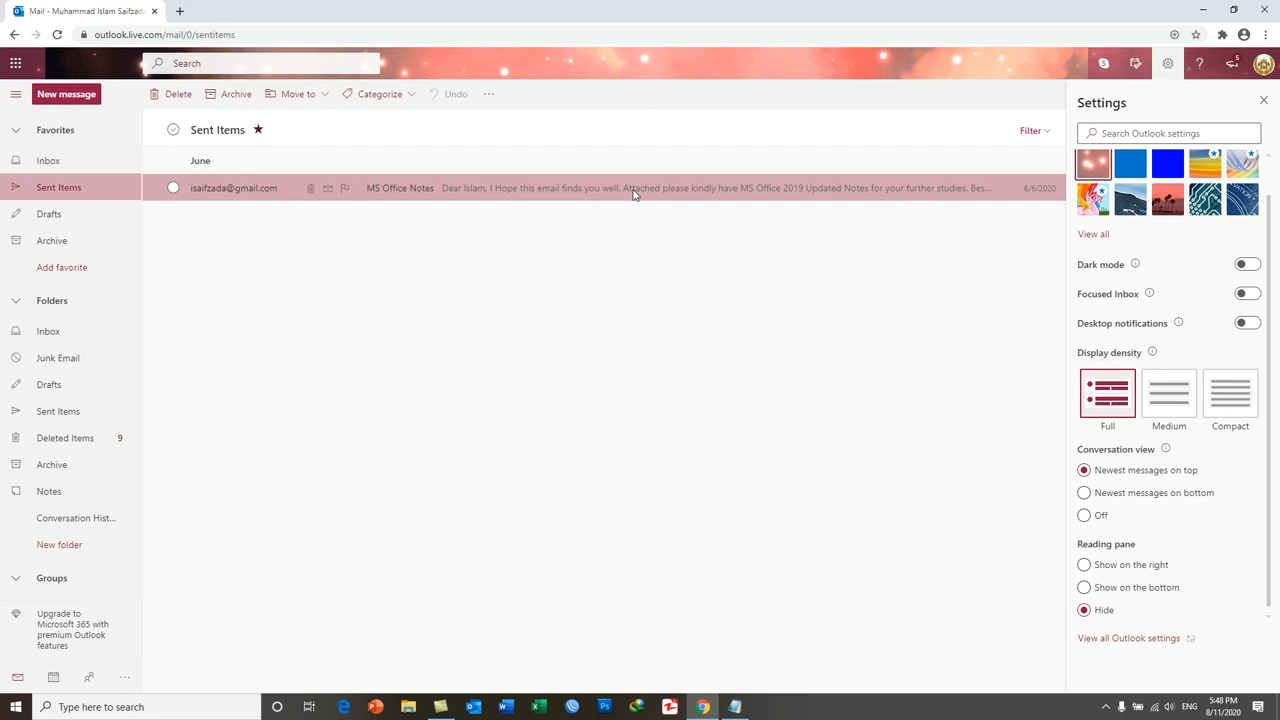 Mail - Muhammad Islam Saifzada
outlook.live.com/mail/0/sentitems
Search
5
New message
Delete
Archive
Move to
Categorize
Undo
Favorites
Inbox
Sent Items
Drafts
Archive
Add favorite
Folders
Inbox
Junk Email
Drafts
Sent Items
Deleted Items 9
Archive
Notes
Conversation Hist...
New folder
Groups
Upgrade to
Microsoft 365 with
premium Outlook
features
Sent Items
Filter
June
isaifzada@gmail.com MS Office Notes Dear Islam. I Hope this email finds you well. Attached please kindly have MS Office 2019 Updated Notes for your further studies. Bes... 6/6/2020
Settings
Search Outlook settings
View all
Dark mode
Focused Inbox
Desktop notifications
Display density
Full Medium Compact
Conversation view
Newest messages on top
Newest messages on bottom
Off
Reading pane
Show on the right
Show on the bottom
Hide
View all Outlook settings
Type here to search
ENG
5:48 PM
8/11/2020